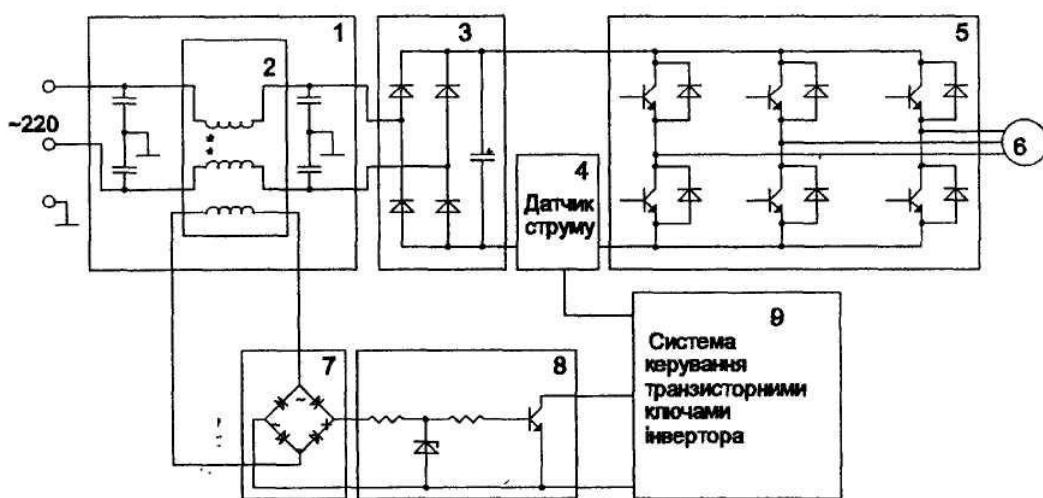 1
2
3
5
~220
* *
4
Датчик
струму
6
9
Система
керування
транзисторними
ключами
інвертора
7
8
~
+